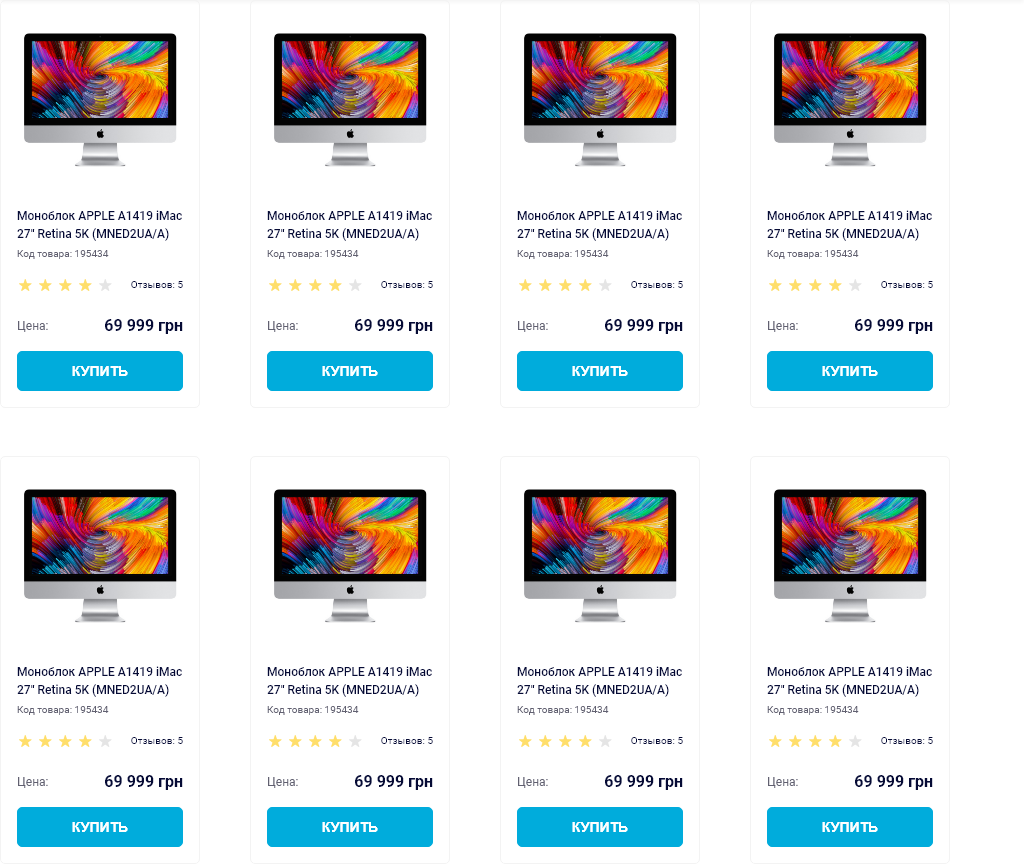 Моноблок APPLE A1419 iMac
27" Retina 5K (MNED2UA/A)
Код товара: 195434
Отзывов: 5
Цена: 69 999 грн
КУПИТЬ
Моноблок APPLE A1419 iMac
27" Retina 5K (MNED2UA/A)
Код товара: 195434
Отзывов: 5
Цена: 69 999 грн
КУПИТЬ
Моноблок APPLE A1419 iMac
27" Retina 5K (MNED2UA/A)
Код товара: 195434
Отзывов: 5
Цена: 69 999 грн
КУПИТЬ
Моноблок APPLE A1419 iMac
27" Retina 5K (MNED2UA/A)
Код товара: 195434
Отзывов: 5
Цена: 69 999 грн
КУПИТЬ
Моноблок APPLE A1419 iMac
27" Retina 5K (MNED2UA/A)
Код товара: 195434
Отзывов: 5
Цена: 69 999 грн
КУПИТЬ
Моноблок APPLE A1419 iMac
27" Retina 5K (MNED2UA/A)
Код товара: 195434
Отзывов: 5
Цена: 69 999 грн
КУПИТЬ
Моноблок APPLE A1419 iMac
27" Retina 5K (MNED2UA/A)
Код товара: 195434
Отзывов: 5
Цена: 69 999 грн
КУПИТЬ
Моноблок APPLE A1419 iMac
27" Retina 5K (MNED2UA/A)
Код товара: 195434
Отзывов: 5
Цена: 69 999 грн
КУПИТЬ